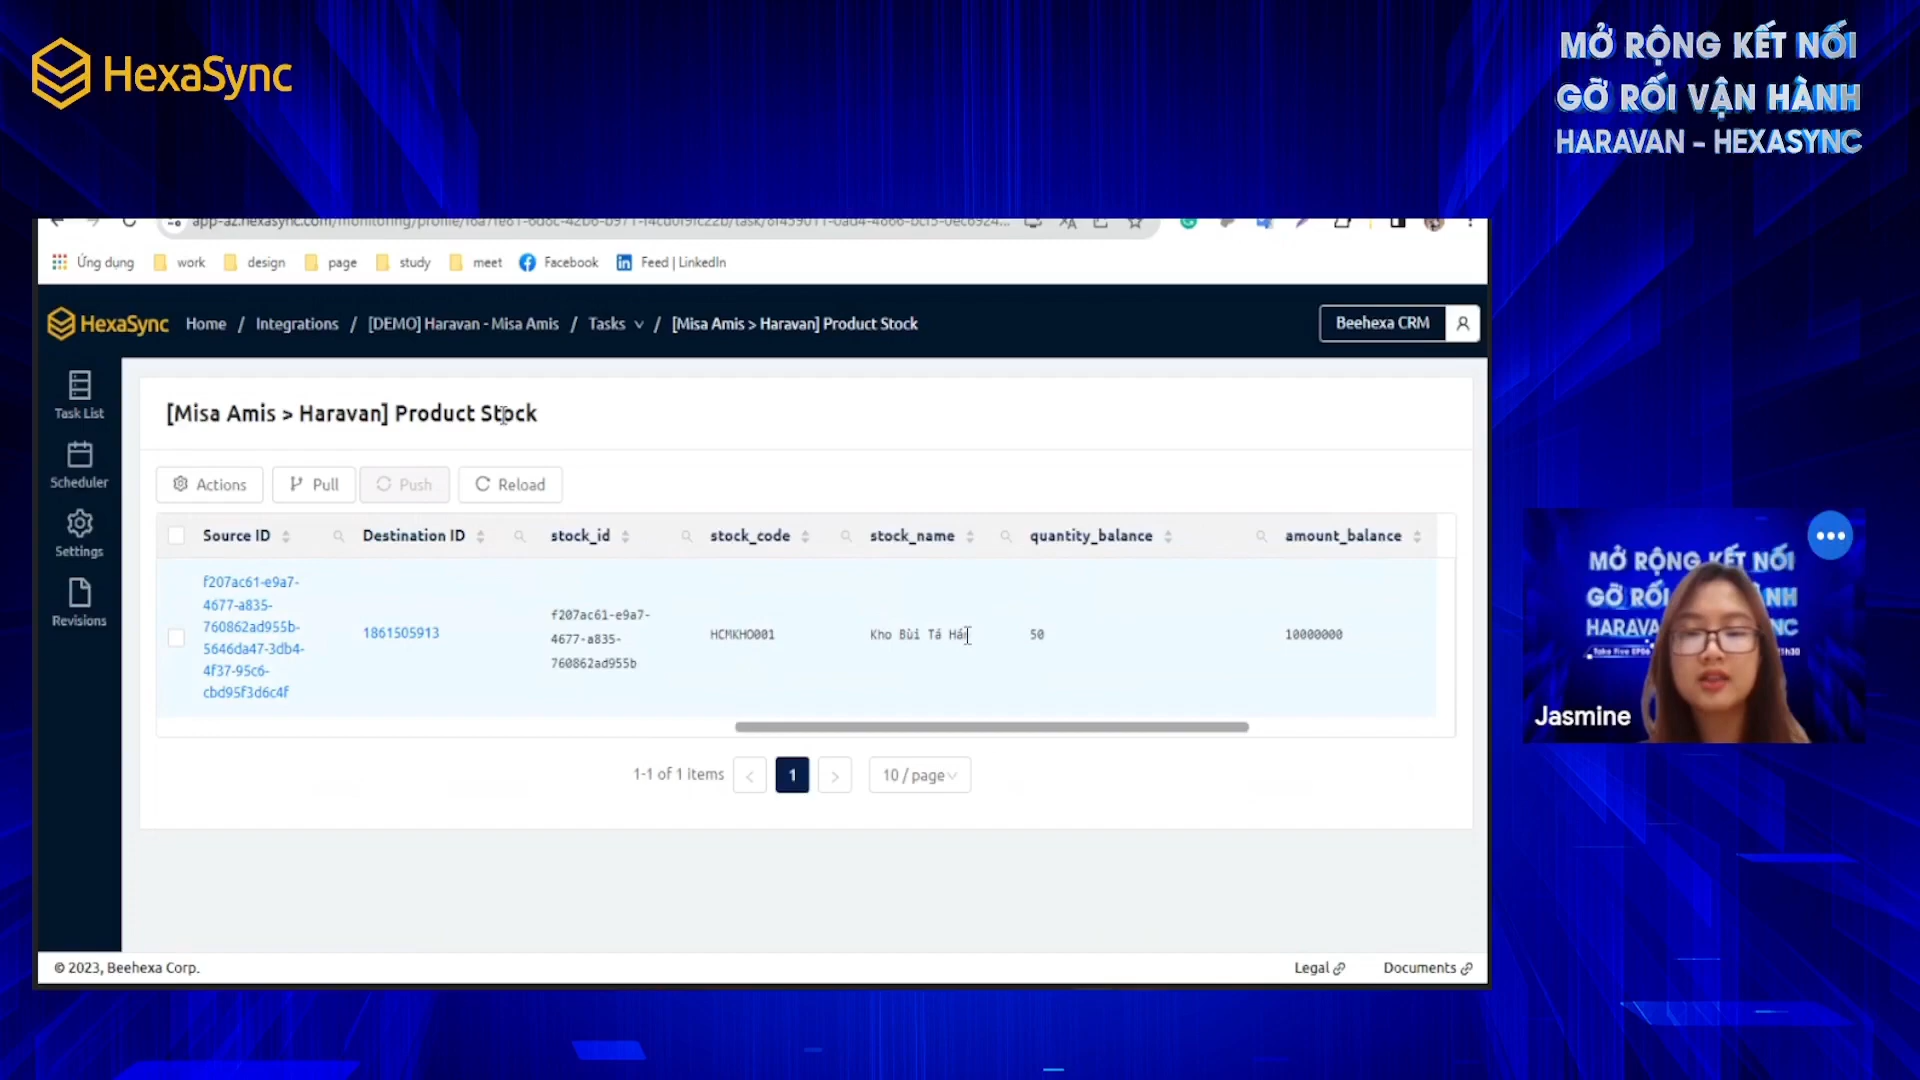 HexaSync
MỞ RỘNG KẾT NỐI
GỠ RỐI VẬN HÀNH
HARAVAN - HEXASYNC
Ứng dụng
work
design
page
study
meet
Facebook
Feed | LinkedIn
HexaSync
Home / Integrations / [DEMO] Haravan - Misa Amis / Tasks / [Misa Amis > Haravan] Product Stock
Beehexa CRM
Task List
Scheduler
Settings
Revisions
[Misa Amis > Haravan] Product Stock
Actions
Pull
Push
Reload
Source ID
Destination ID
stock_id
stock_code
stock_name
quantity_balance
amount_balance
f207ac61-e9a7-
4677-a835-
760862ad955b-
5646da47-3db4-
4f37-95c6-
cbd95f3d6c4f
1861505913
f207ac61-e9a7-
4677-a835-
760862ad955b
HCMKHO001
Kho Bùi Tá
50
10000000
1-1 of 1 items
1
10 / page
© 2023, Beehexa Corp.
Legal
Documents
MỞ RỘNG KẾT NỐI
GỠ RỐI
HARAVA
Jasmine